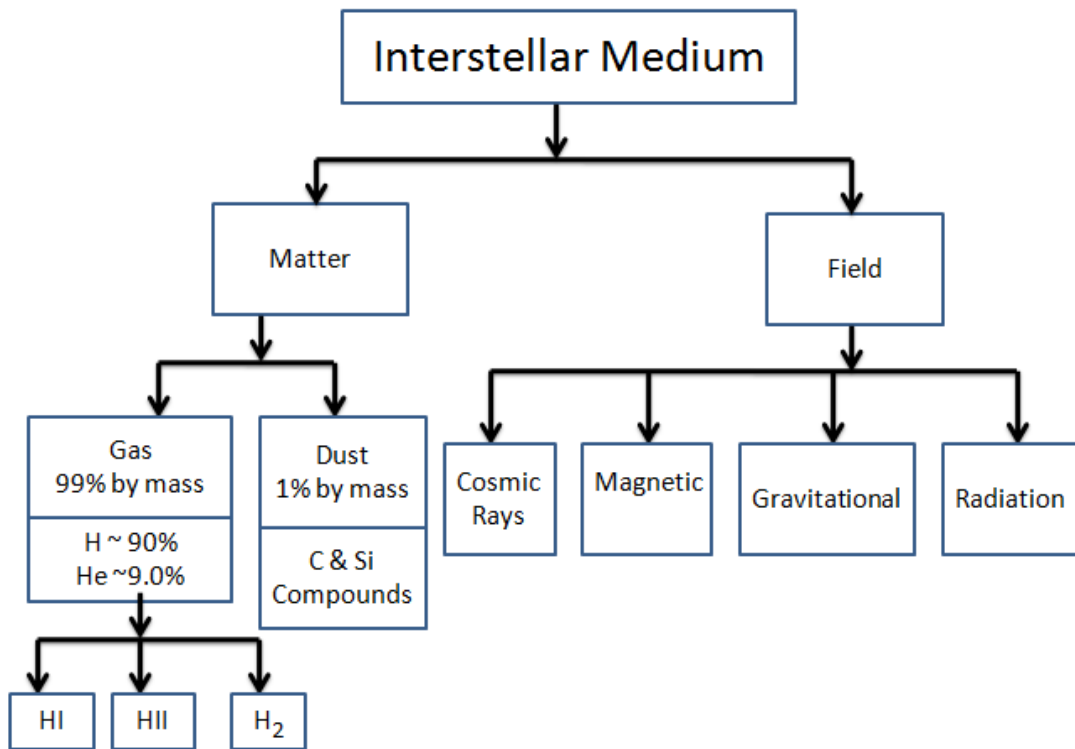 Interstellar Medium
Matter
Field
Gas
99% by mass
H ~ 90%
He ~9.0%
Dust
1% by mass
C & Si
Compounds
Cosmic
Rays
Magnetic
Gravitational
Radiation
HI
HII
H₂